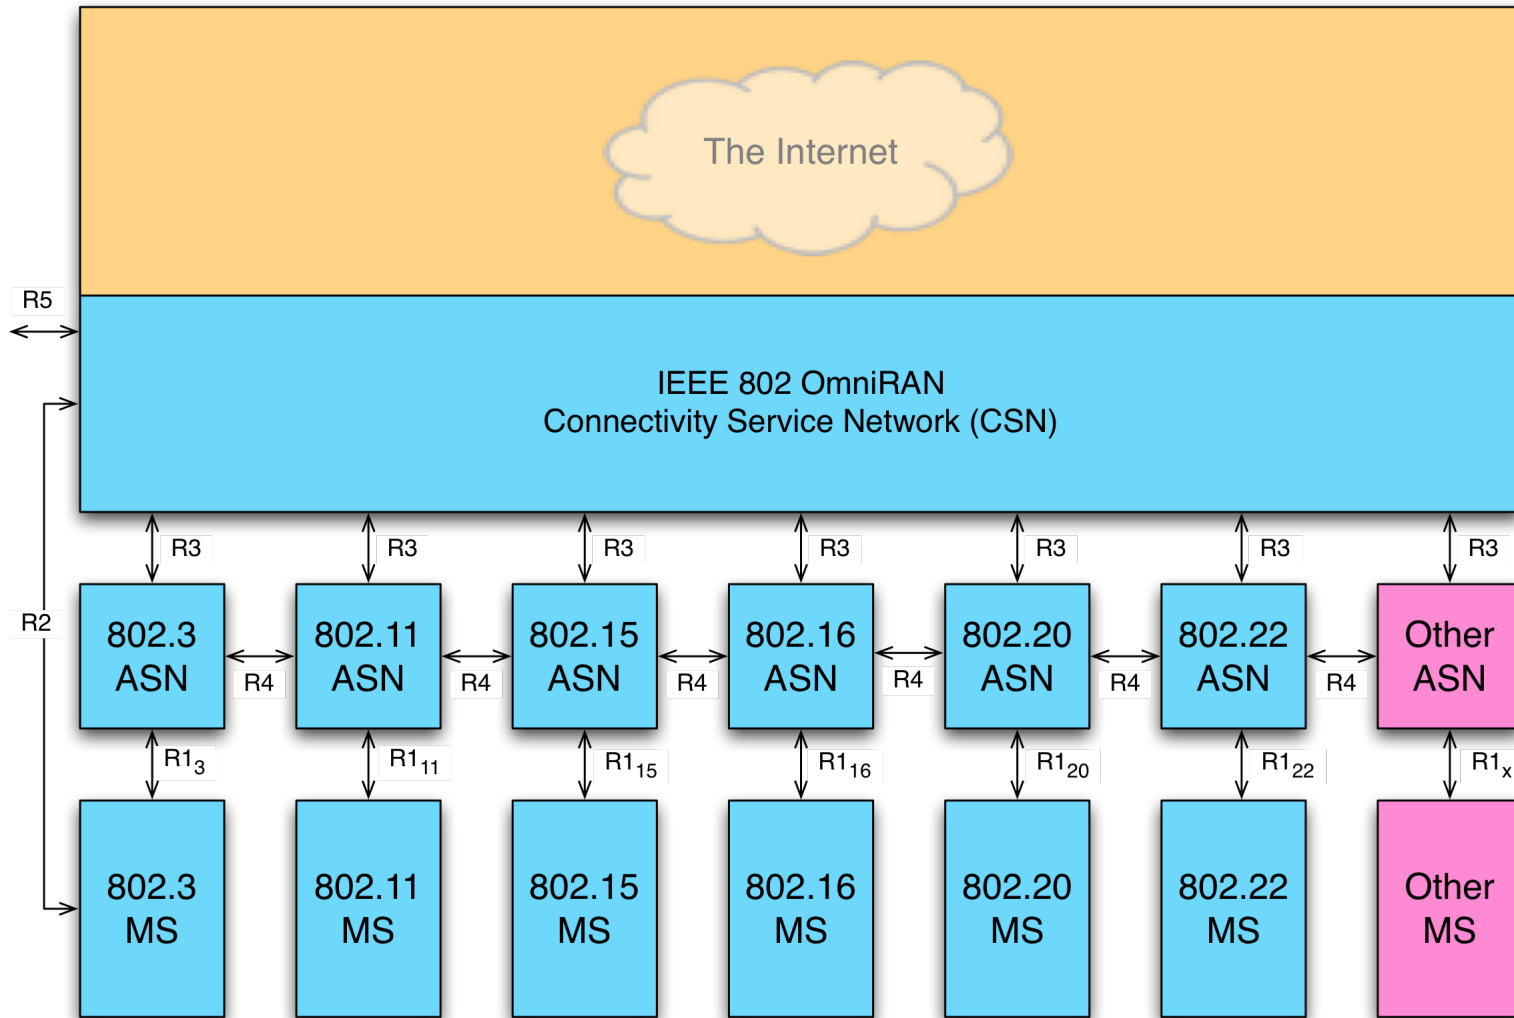 The Internet
R5
IEEE 802 OmniRAN
Connectivity Service Network (CSN)
R3 R3 R3 R3 R3 R3 R3
R2
802.3 ASN
R4
802.11 ASN
R4
802.15 ASN
R4
802.16 ASN
R4
802.20 ASN
R4
802.22 ASN
R4
Other ASN
R1₃ R1₁₁ R1₁₅ R1₁₆ R1₂₀ R1₂₂ R1ₓ
802.3 MS
802.11 MS
802.15 MS
802.16 MS
802.20 MS
802.22 MS
Other MS